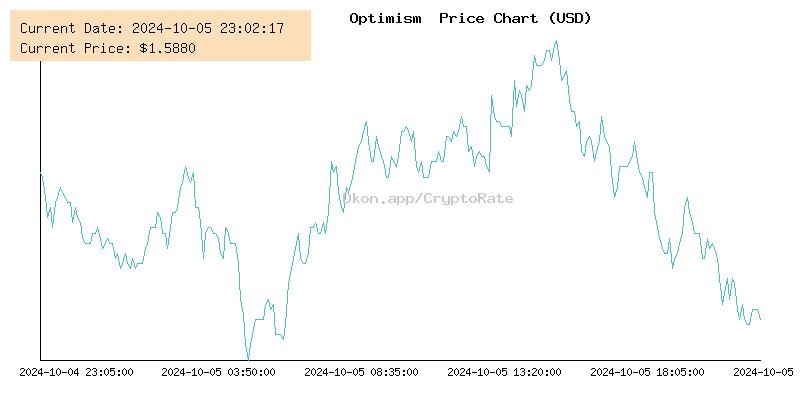 Optimism  Price Chart (USD)
Current Date: 2024-10-05 23:02:17
Current Price: $1.5880
Dkon.app/CryptoRate
2024-10-04 23:05:00 2024-10-05 03:50:00 2024-10-05 08:35:00 2024-10-05 13:20:00 2024-10-05 18:05:00 2024-10-05